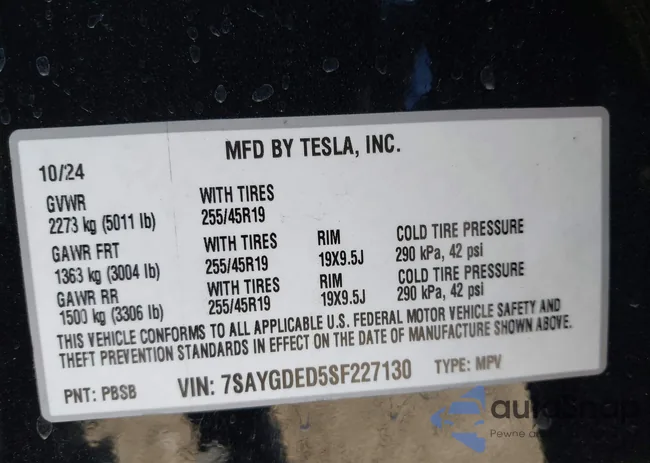 MFD BY TESLA, INC.
10/24
GVWR WITH TIRES
2273 kg (5011 lb) 255/45R19
GAWR FRT WITH TIRES RIM COLD TIRE PRESSURE
1363 kg (3004 lb) 255/45R19 19X9.5J 290 kPa, 42 psi
GAWR RR WITH TIRES RIM COLD TIRE PRESSURE
1500 kg (3306 lb) 255/45R19 19X9.5J 290 kPa, 42 psi
THIS VEHICLE CONFORMS TO ALL APPLICABLE U.S. FEDERAL MOTOR VEHICLE SAFETY AND
THEFT PREVENTION STANDARDS IN EFFECT ON THE DATE OF MANUFACTURE SHOWN ABOVE.
PNT: PBSB VIN: 7SAYGDED5SF227130 TYPE: MPV
autoSnap
Pewne